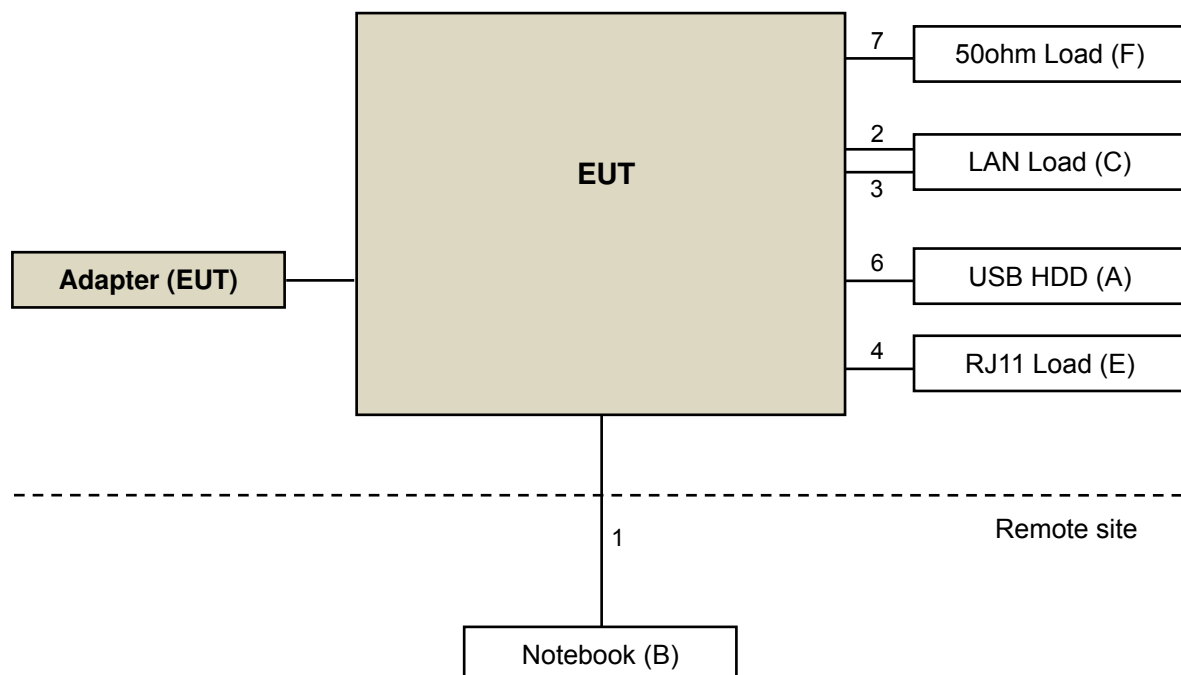 7
50ohm Load (F)
2
LAN Load (C)
3
EUT
Adapter (EUT)
6
USB HDD (A)
4
RJ11 Load (E)
Remote site
1
Notebook (B)